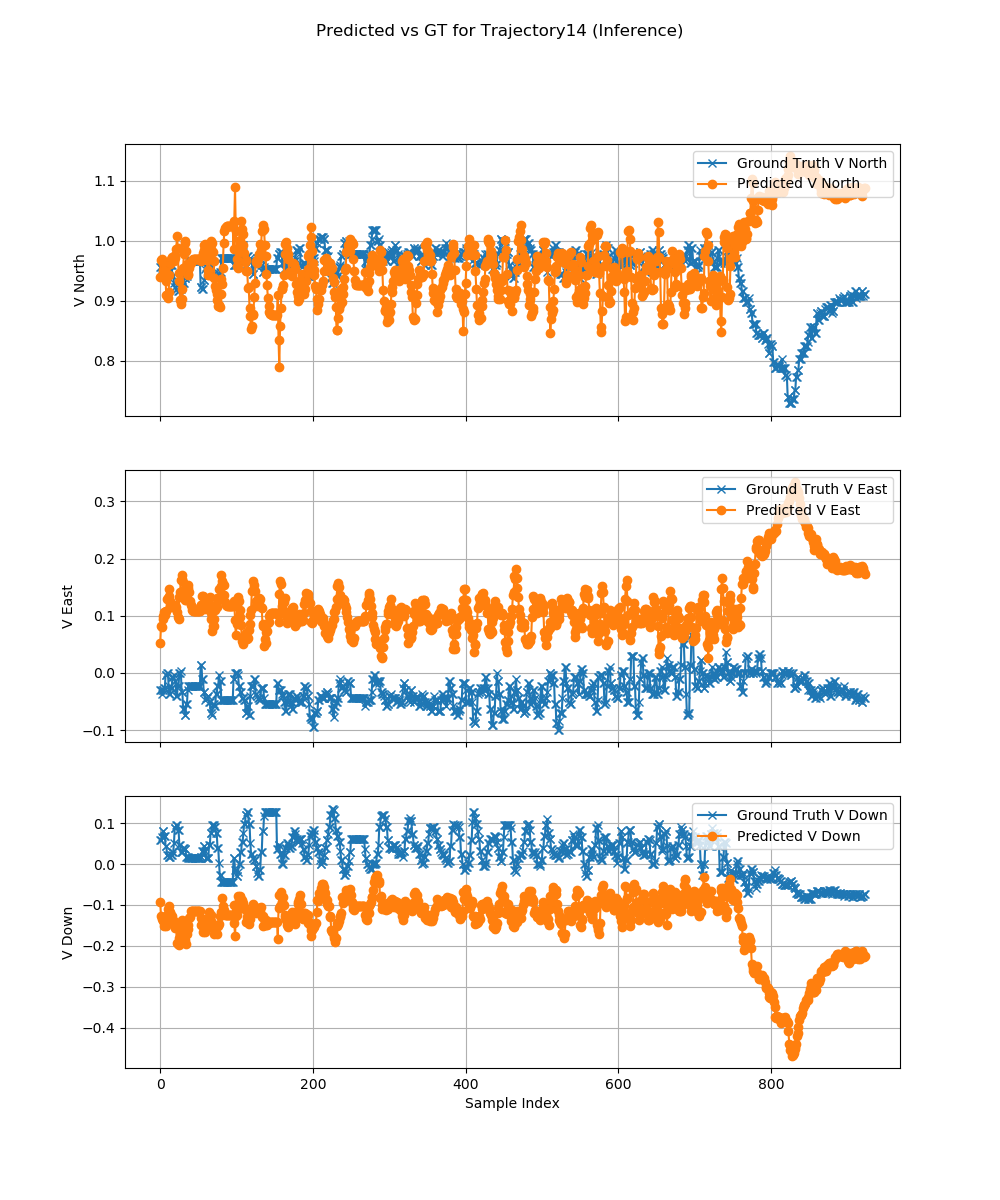 Predicted vs GT for Trajectory14 (Inference)
1.1
1.0
0.9
0.8
V North
Ground Truth V North
Predicted V North
0.3
0.2
0.1
0.0
−0.1
V East
Ground Truth V East
Predicted V East
0.1
0.0
−0.1
−0.2
−0.3
−0.4
V Down
Ground Truth V Down
Predicted V Down
0 200 400 600 800
Sample Index